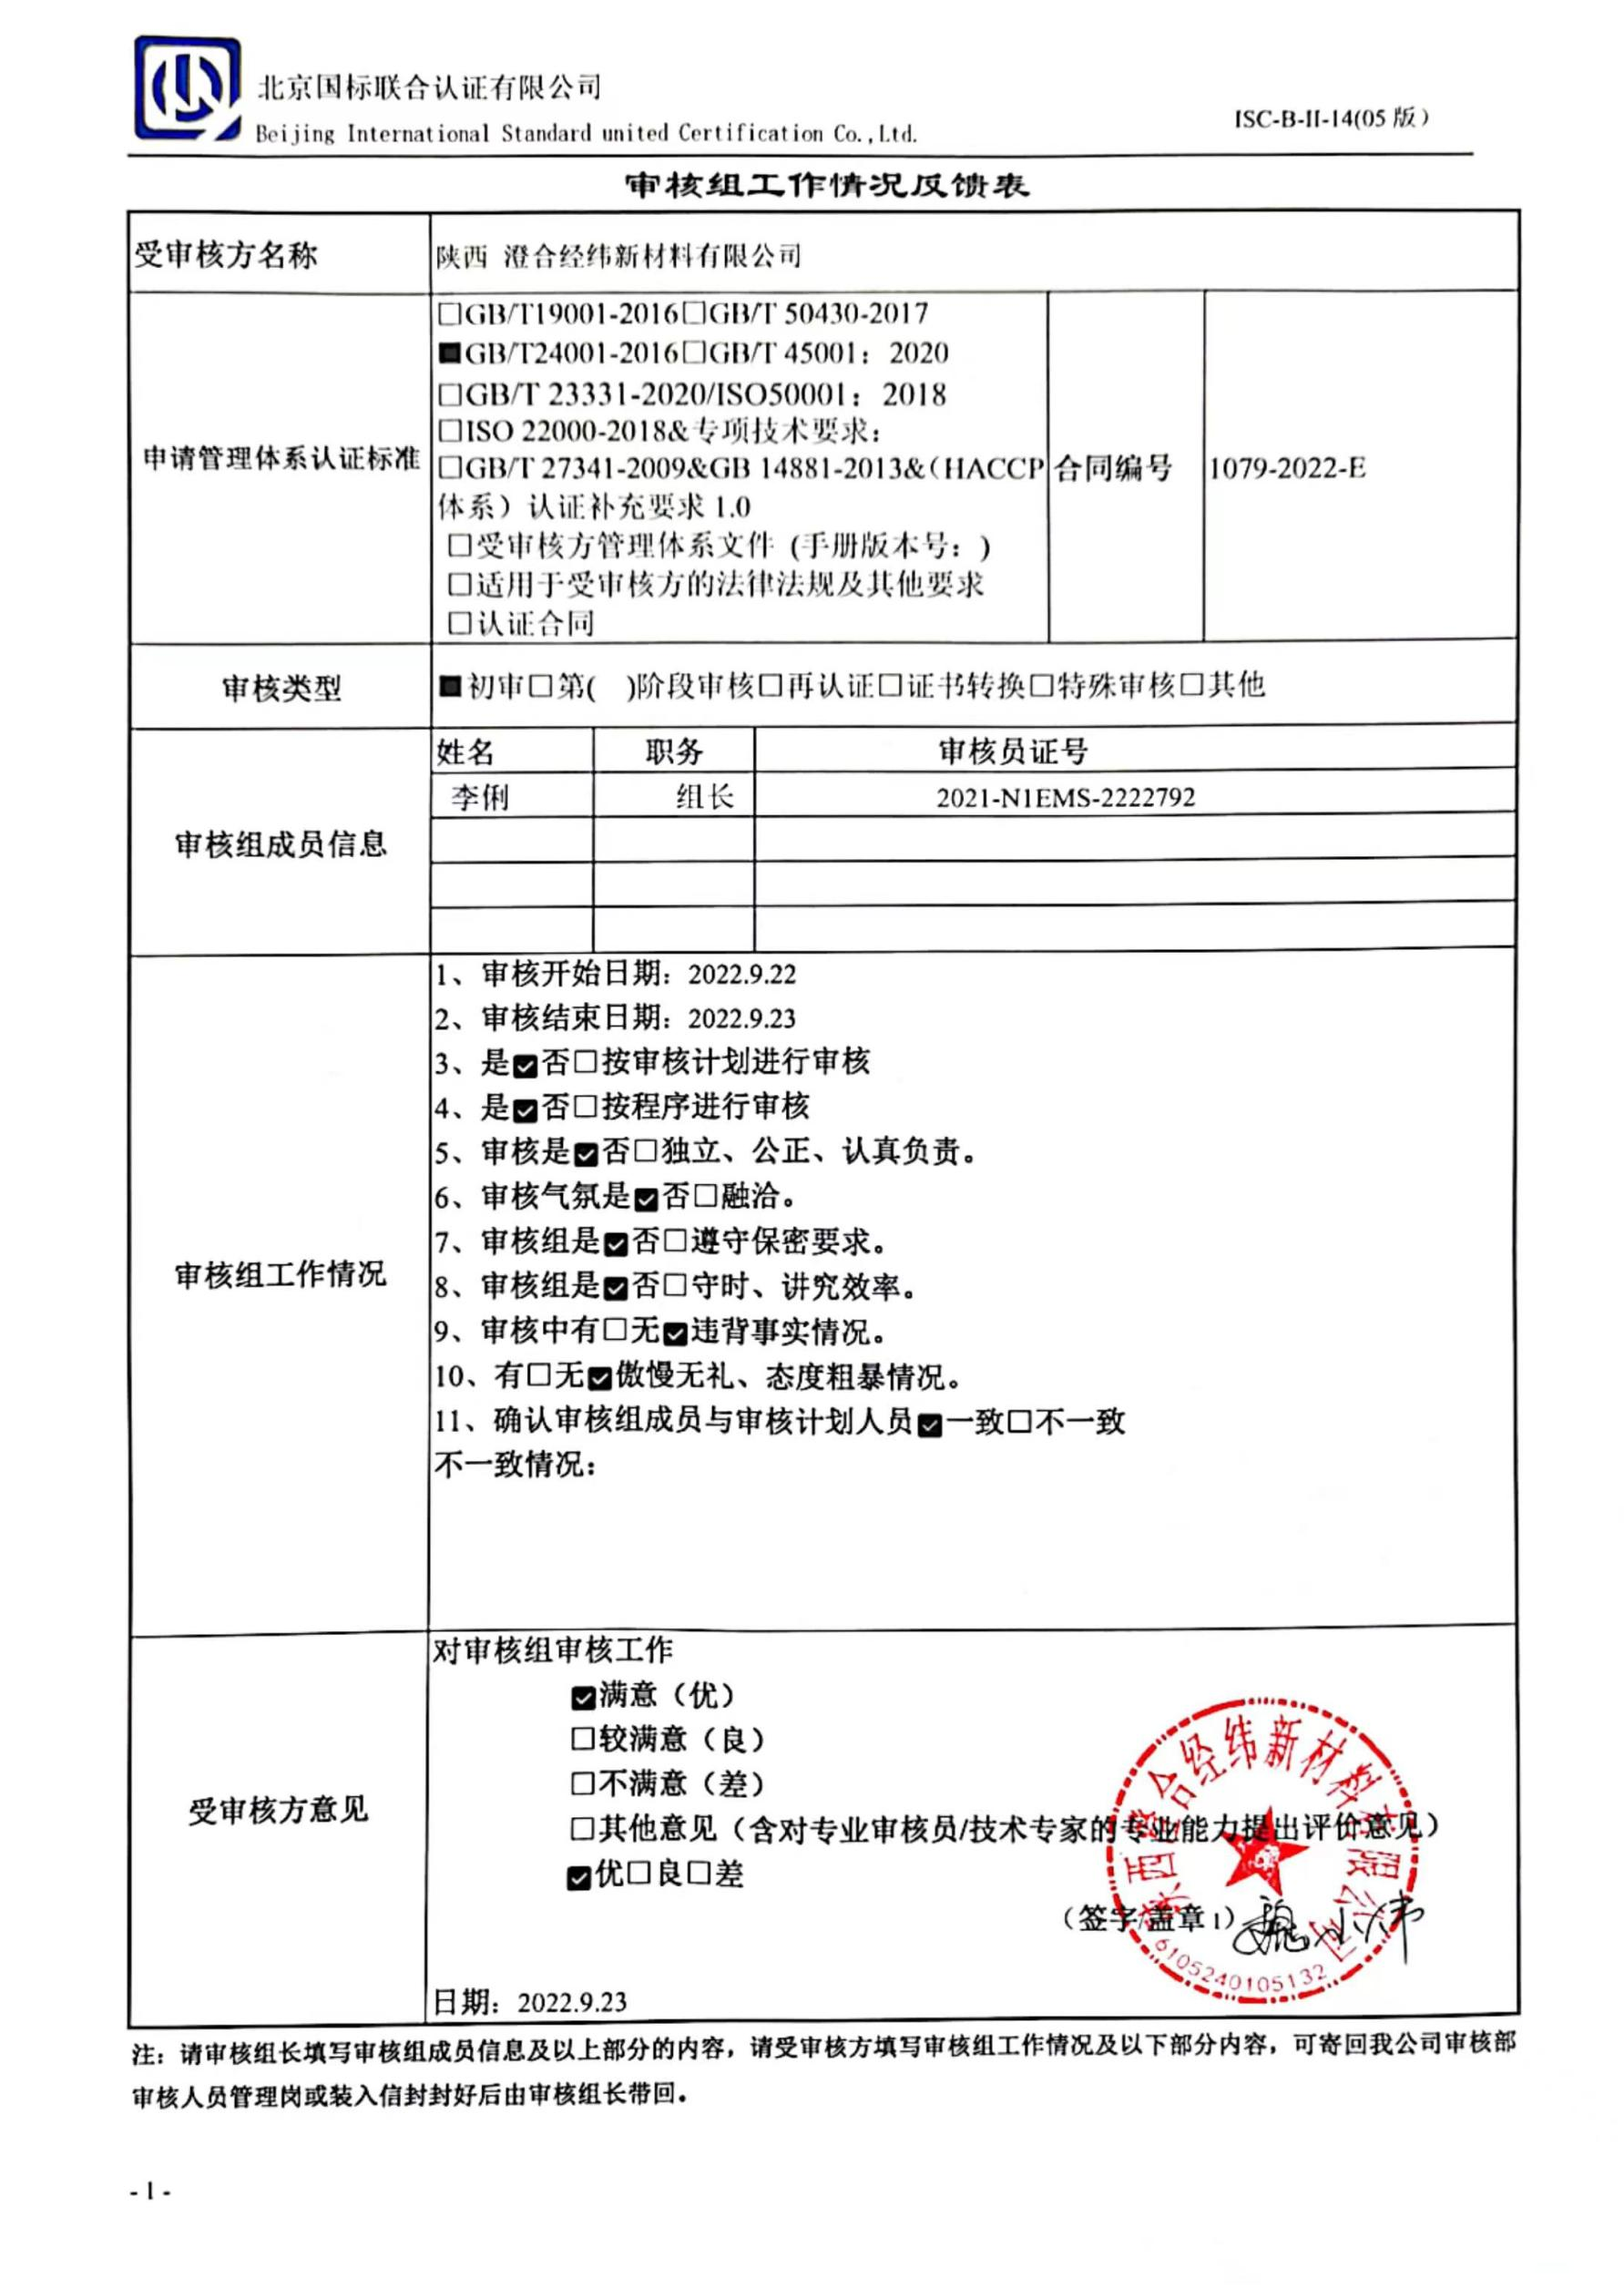 北京国标联合认证有限公司
Beijing International Standard united Certification Co.,Ltd.
ISC-B-II-14(05版）
审核组工作情况反馈表
受审核方名称
陕西 澄合经纬新材料有限公司
申请管理体系认证标准
□GB/T19001-2016□GB/T 50430-2017
■GB/T24001-2016□GB/T 45001：2020
□GB/T 23331-2020/ISO50001：2018
□ISO 22000-2018&专项技术要求：
□GB/T 27341-2009&GB 14881-2013&（HACCP
体系）认证补充要求 1.0
□受审核方管理体系文件（手册版本号：)
□适用于受审核方的法律法规及其他要求
□认证合同
合同编号
1079-2022-E
审核类型
■初审□第( )阶段审核□再认证□证书转换□特殊审核□其他
审核组成员信息
姓名 职务 审核员证号
李俐 组长 2021-N1EMS-2222792
审核组工作情况
1、审核开始日期：2022.9.22
2、审核结束日期：2022.9.23
3、是☑否□按审核计划进行审核
4、是☑否□按程序进行审核
5、审核是☑否□独立、公正、认真负责。
6、审核气氛是☑否□融洽。
7、审核组是☑否□遵守保密要求。
8、审核组是☑否□守时、讲究效率。
9、审核中有□无☑违背事实情况。
10、有□无☑傲慢无礼、态度粗暴情况。
11、确认审核组成员与审核计划人员☑一致□不一致
不一致情况：
受审核方意见
对审核组审核工作
☑满意（优）
□较满意（良）
□不满意（差）
□其他意见（含对专业审核员/技术专家的专业能力提出评价意见）
☑优□良□差
（签字/盖章1）魏小伟
陕西澄合经纬新材料有限公司
6105240105132
日期：2022.9.23
注：请审核组长填写审核组成员信息及以上部分的内容，请受审核方填写审核组工作情况及以下部分内容，可寄回我公司审核部
审核人员管理岗或装入信封封好后由审核组长带回。
- 1 -